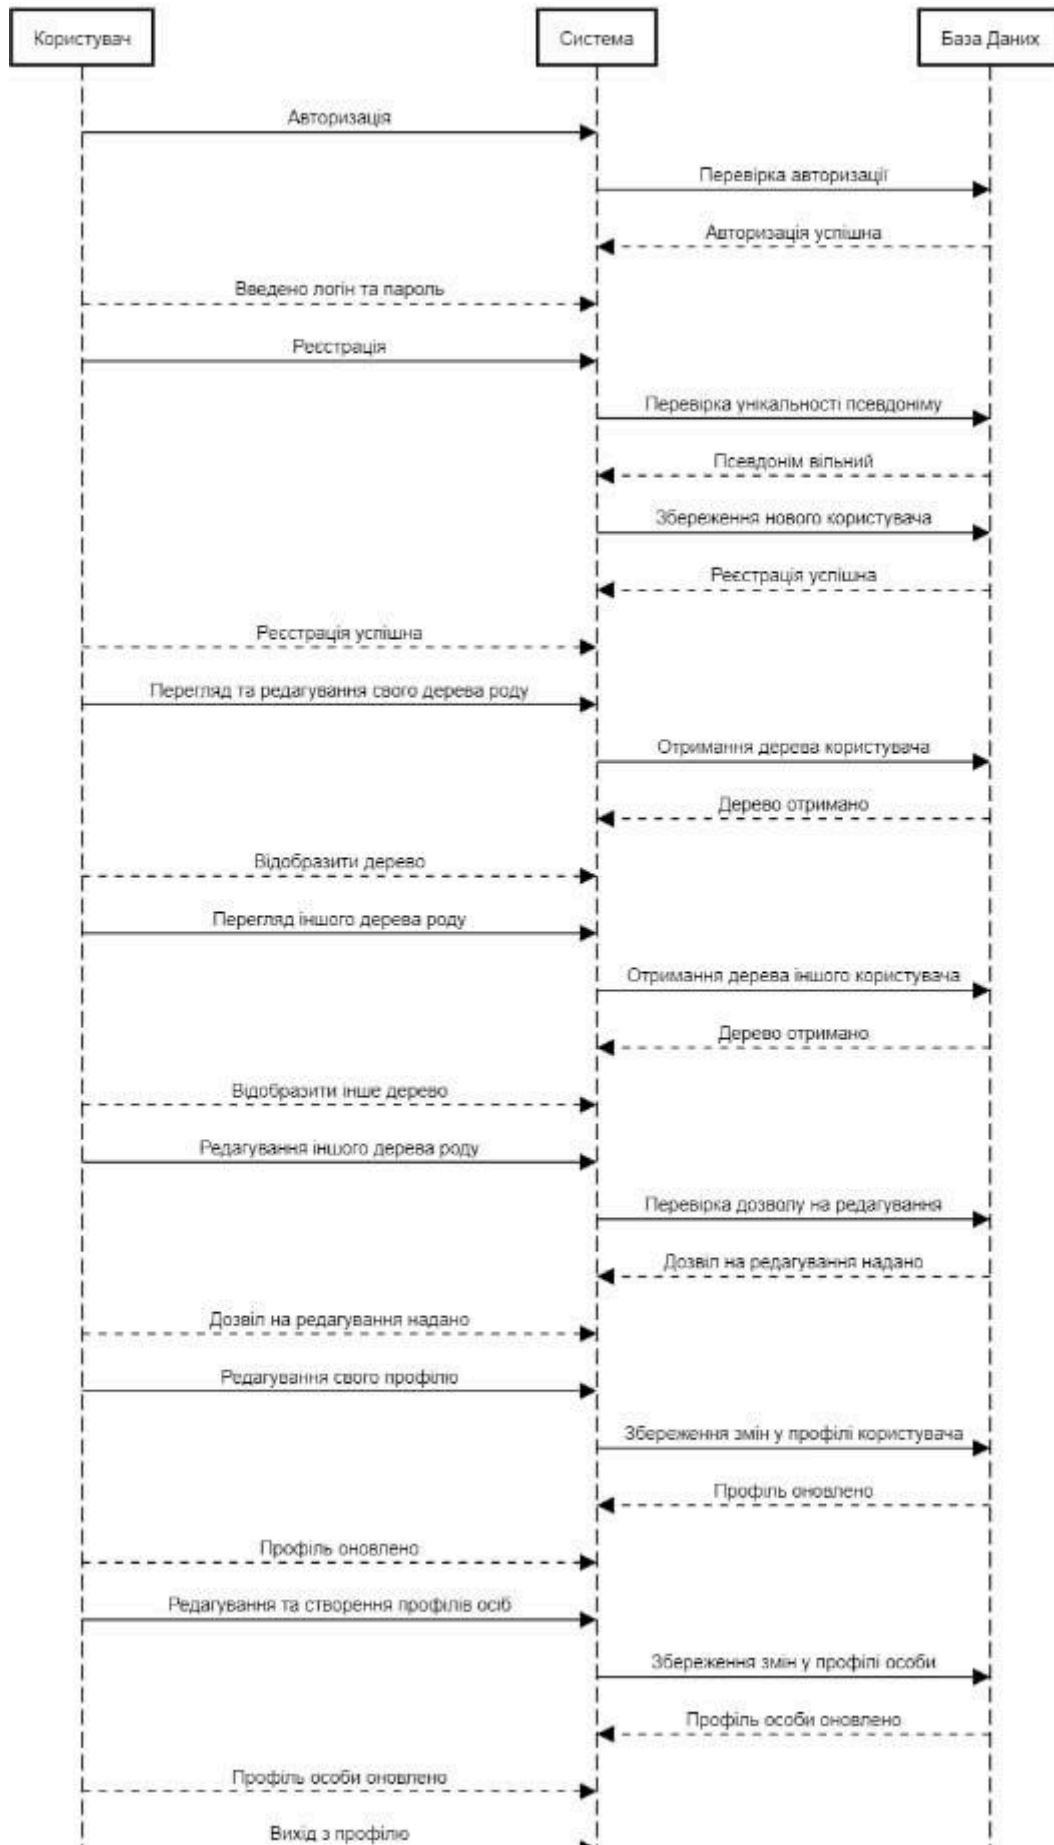 Користувач
Система
База Даних
Авторизація
Перевірка авторизації
Авторизація успішна
Введено логін та пароль
Реєстрація
Перевірка унікальності псевдоніму
Псевдонім вільний
Збереження нового користувача
Реєстрація успішна
Реєстрація успішна
Перегляд та редагування свого дерева роду
Отримання дерева користувача
Дерево отримано
Відобразити дерево
Перегляд іншого дерева роду
Отримання дерева іншого користувача
Дерево отримано
Відобразити інше дерево
Редагування іншого дерева роду
Перевірка дозволу на редагування
Дозвіл на редагування надано
Дозвіл на редагування надано
Редагування свого профілю
Збереження змін у профілі користувача
Профіль оновлено
Профіль оновлено
Редагування та створення профілів осіб
Збереження змін у профілі особи
Профіль особи оновлено
Профіль особи оновлено
Вихід з профілю